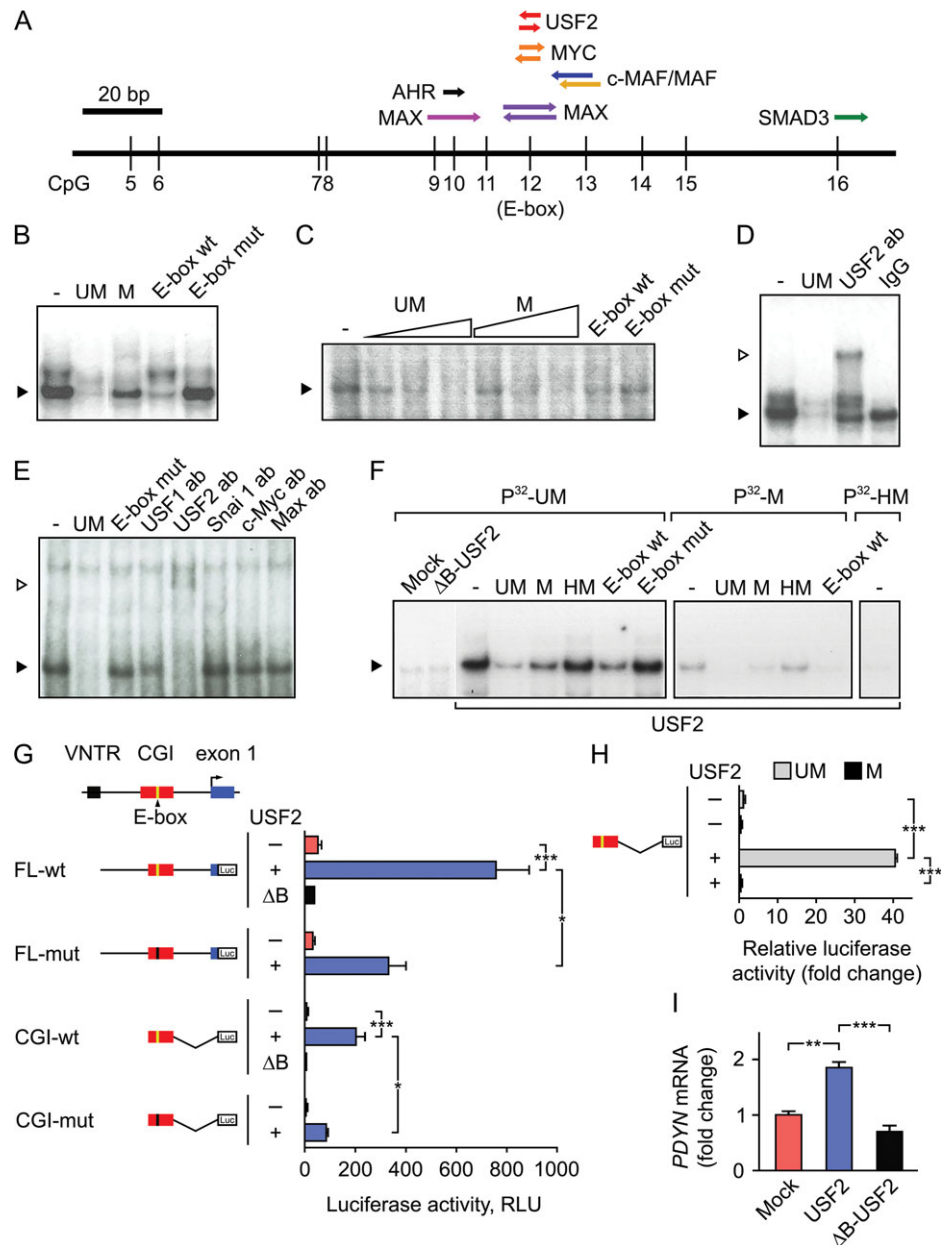 A
USF2
MYC
c-MAF/MAF
AHR
20 bp
MAX
MAX
SMAD3
CpG 5 6 78 9 10 11 12 13 14 15 16
(E-box)
B
- UM M E-box wt E-box mut
C
- UM M E-box wt E-box mut
D
- UM USF2 ab IgG
E
- UM E-box mut USF1 ab USF2 ab Snai 1 ab c-Myc ab Max ab
F
P³²-UM P³²-M P³²-HM
Mock ΔB-USF2 - UM M HM E-box wt E-box mut - UM M HM E-box wt -
USF2
G
VNTR CGI exon 1
E-box
USF2
FL-wt
Luc
−
+
ΔB
***
*
FL-mut
Luc
−
+
CGI-wt
Luc
−
+
ΔB
***
*
CGI-mut
Luc
−
+
0 200 400 600 800 1000
Luciferase activity, RLU
H
USF2
UM M
Luc
−
−
+
+
***
***
0 10 20 30 40
Relative luciferase
activity (fold change)
I
** ***
PDYN mRNA
(fold change)
2
1
0
Mock USF2 ΔB-USF2